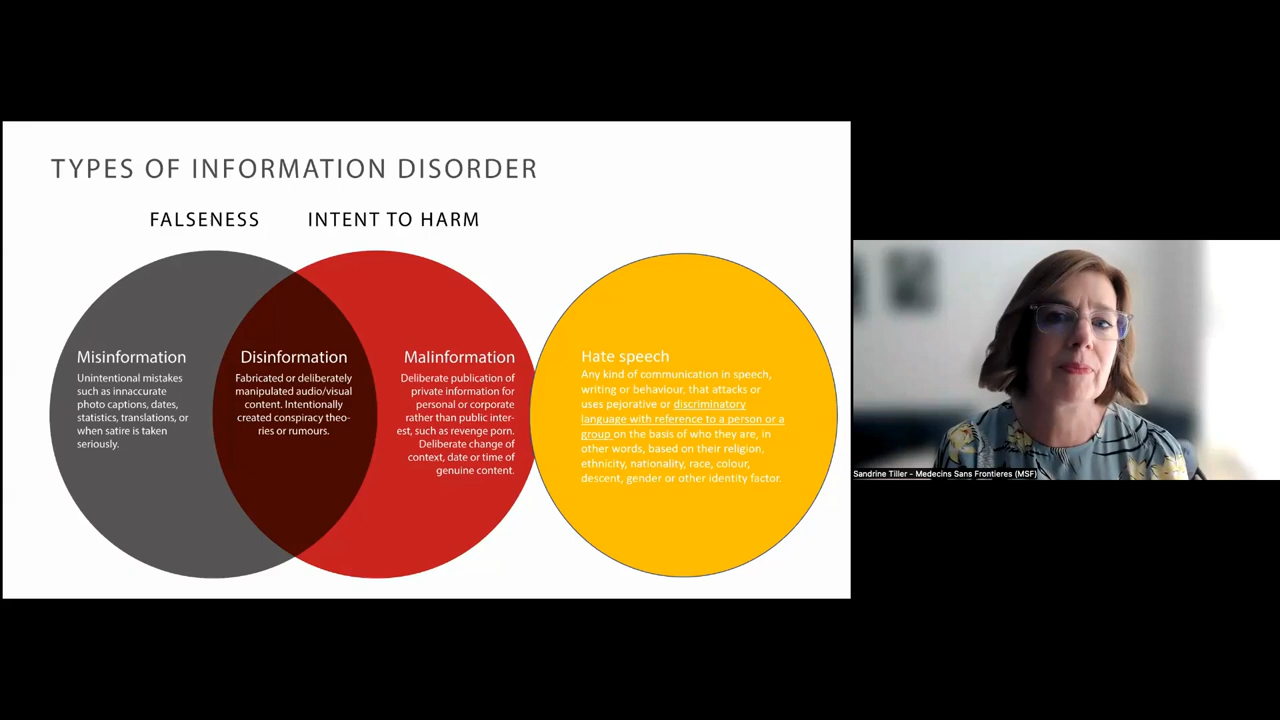 TYPES OF INFORMATION DISORDER
FALSENESS
INTENT TO HARM
Misinformation
Unintentional mistakes
such as innaccurate
photo captions, dates,
statistics, translations, or
when satire is taken
seriously.
Disinformation
Fabricated or deliberately
manipulated audio/visual
content. Intentionally
created conspiracy theo-
ries or rumours.
Malinformation
Deliberate publication of
private information for
personal or corporate
rather than public inter-
est, such as revenge porn.
Deliberate change of
context, date or time of
genuine content.
Hate speech
Any kind of communication in speech,
writing or behaviour, that attacks or
uses pejorative or discriminatory
language with reference to a person or a
group on the basis of who they are, in
other words, based on their religion,
ethnicity, nationality, race, colour,
descent, gender or other identity factor.
Sandrine Tiller - Medecins Sans Frontieres (MSF)